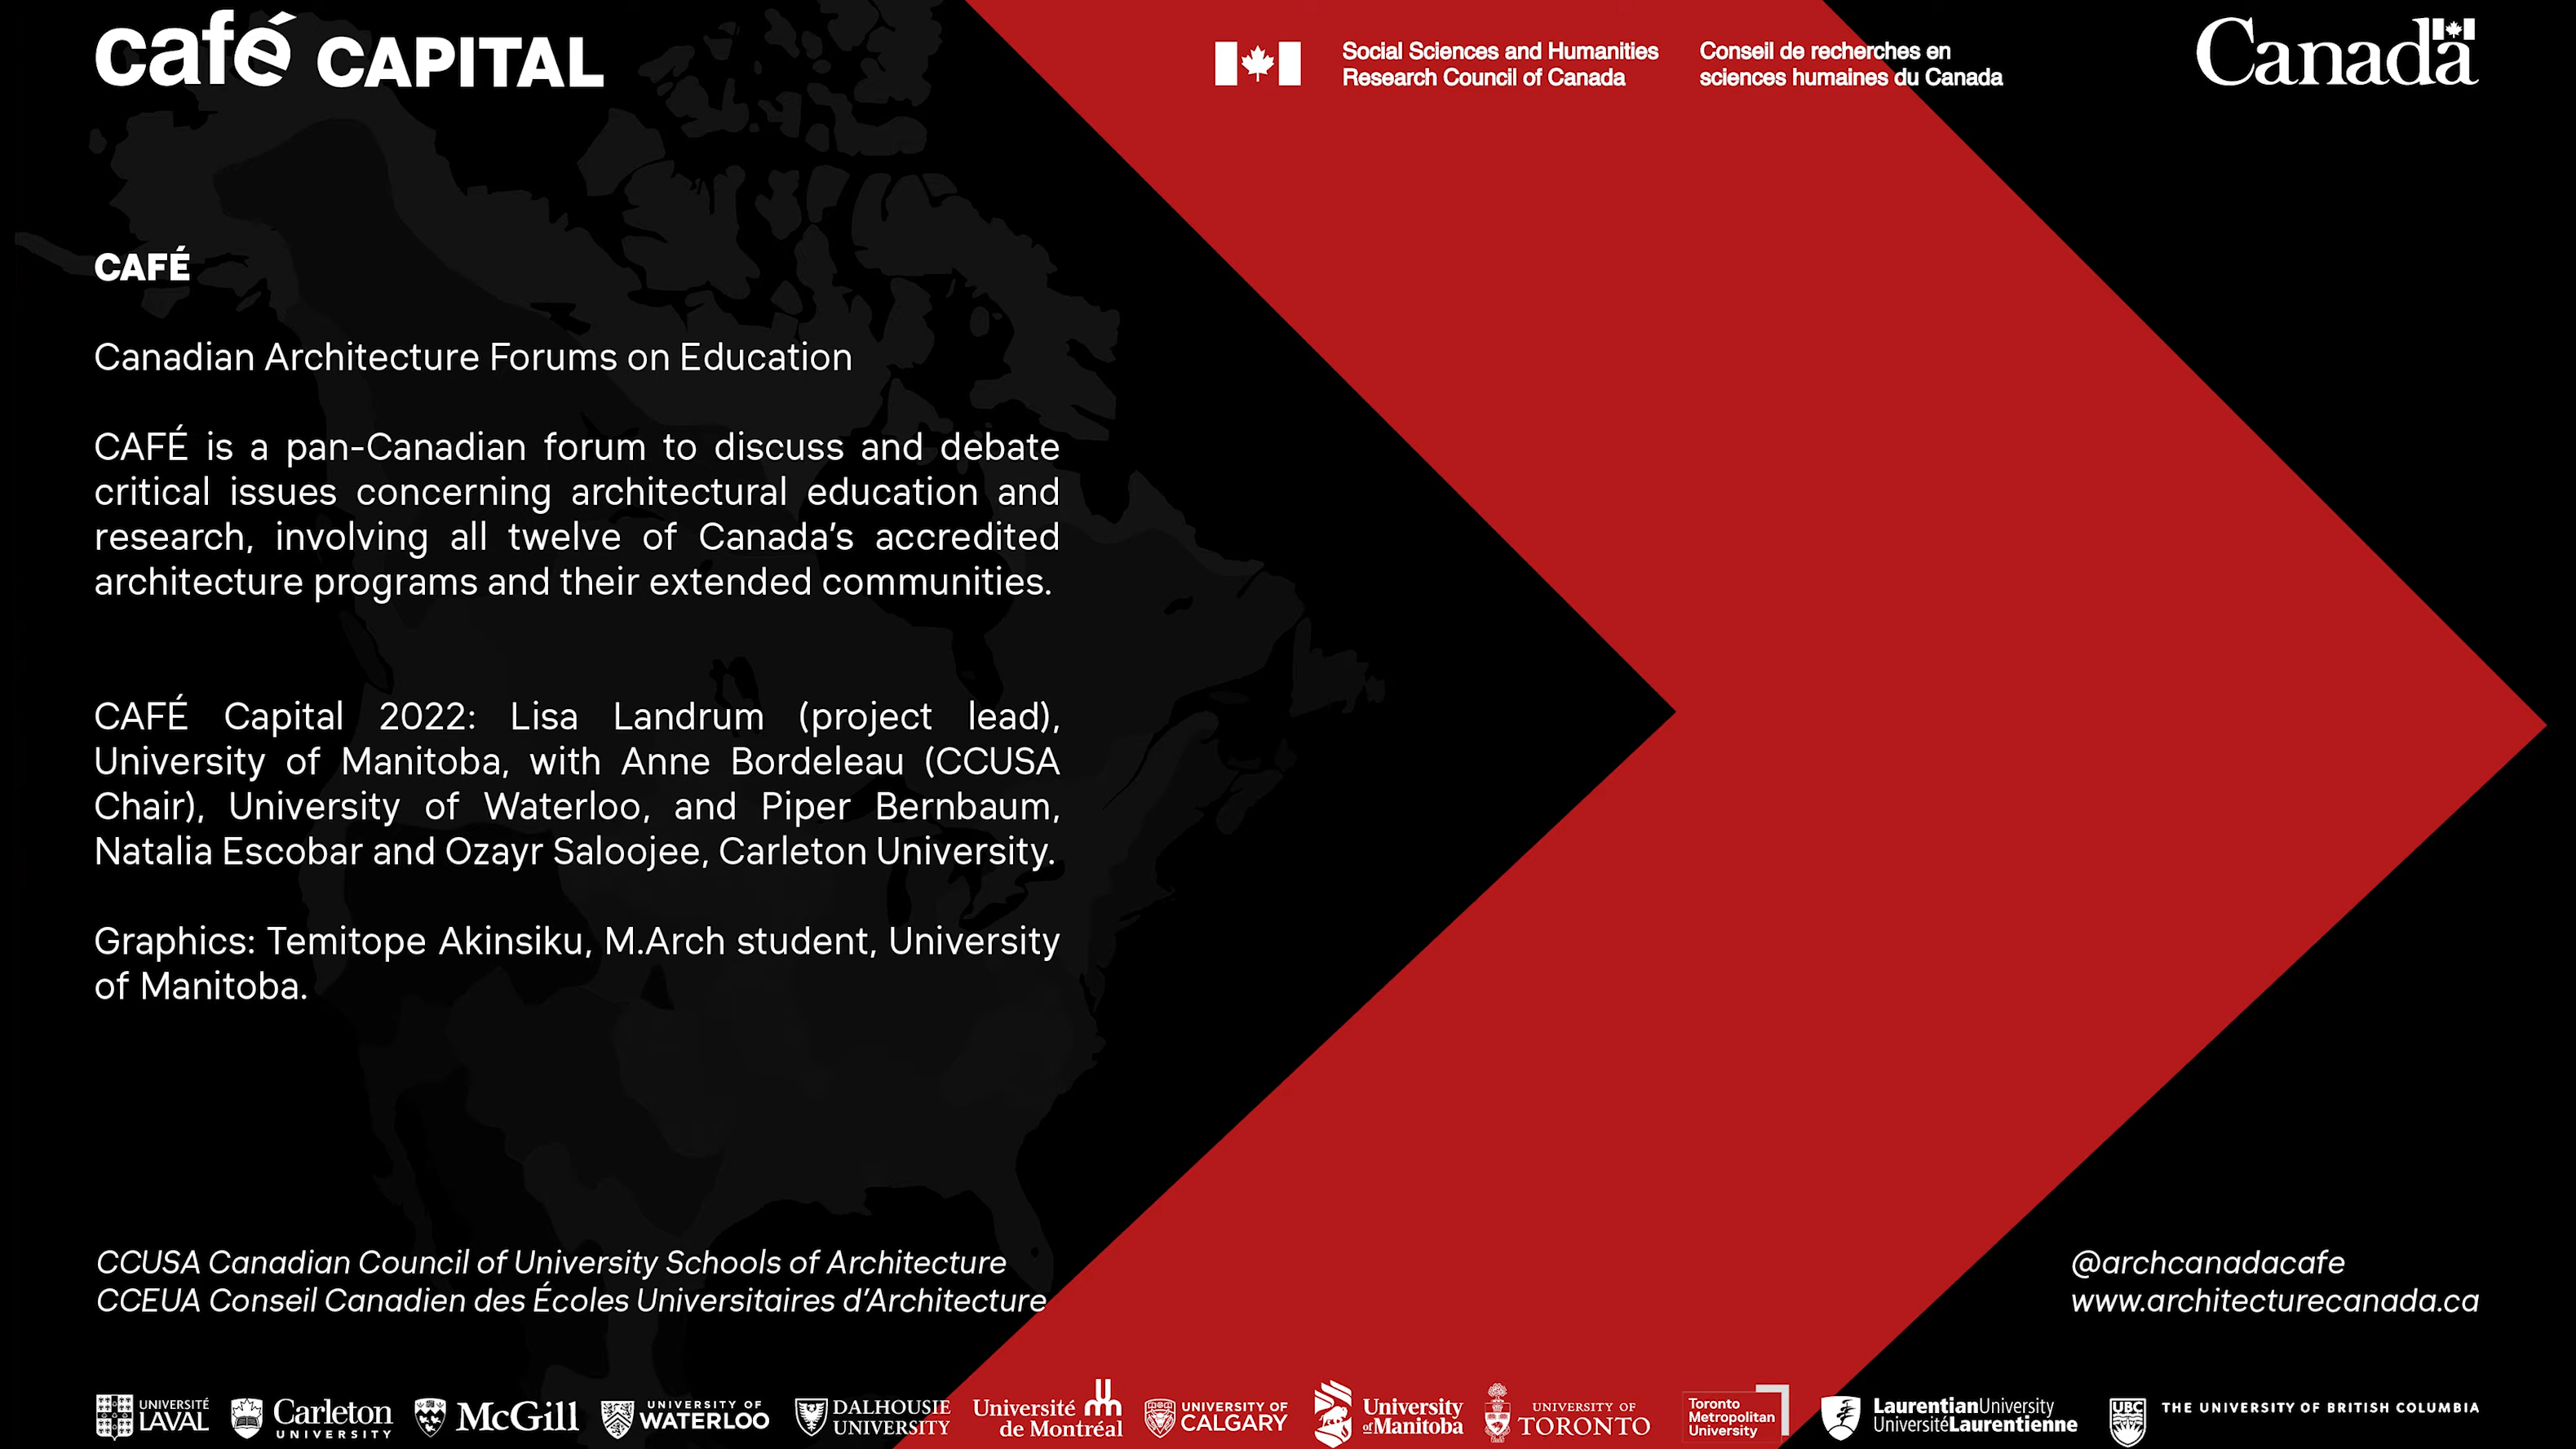 café CAPITAL
Social Sciences and Humanities
Research Council of Canada
Conseil de recherches en
sciences humaines du Canada
Canada
CAFÉ
Canadian Architecture Forums on Education
CAFÉ is a pan-Canadian forum to discuss and debate
critical issues concerning architectural education and
research, involving all twelve of Canada’s accredited
architecture programs and their extended communities.
CAFÉ Capital 2022: Lisa Landrum (project lead),
University of Manitoba, with Anne Bordeleau (CCUSA
Chair), University of Waterloo, and Piper Bernbaum,
Natalia Escobar and Ozayr Saloojee, Carleton University.
Graphics: Temitope Akinsiku, M.Arch student, University
of Manitoba.
CCUSA Canadian Council of University Schools of Architecture
CCEUA Conseil Canadien des Écoles Universitaires d’Architecture
@archcanadacafe
www.architecturecanada.ca
UNIVERSITÉ
LAVAL
Carleton
UNIVERSITY
McGill
UNIVERSITY OF
WATERLOO
DALHOUSIE
UNIVERSITY
Université
de Montréal
UNIVERSITY OF
CALGARY
University
of Manitoba
UNIVERSITY OF
TORONTO
Toronto
Metropolitan
University
LaurentianUniversity
UniversitéLaurentienne
UBC
THE UNIVERSITY OF BRITISH COLUMBIA